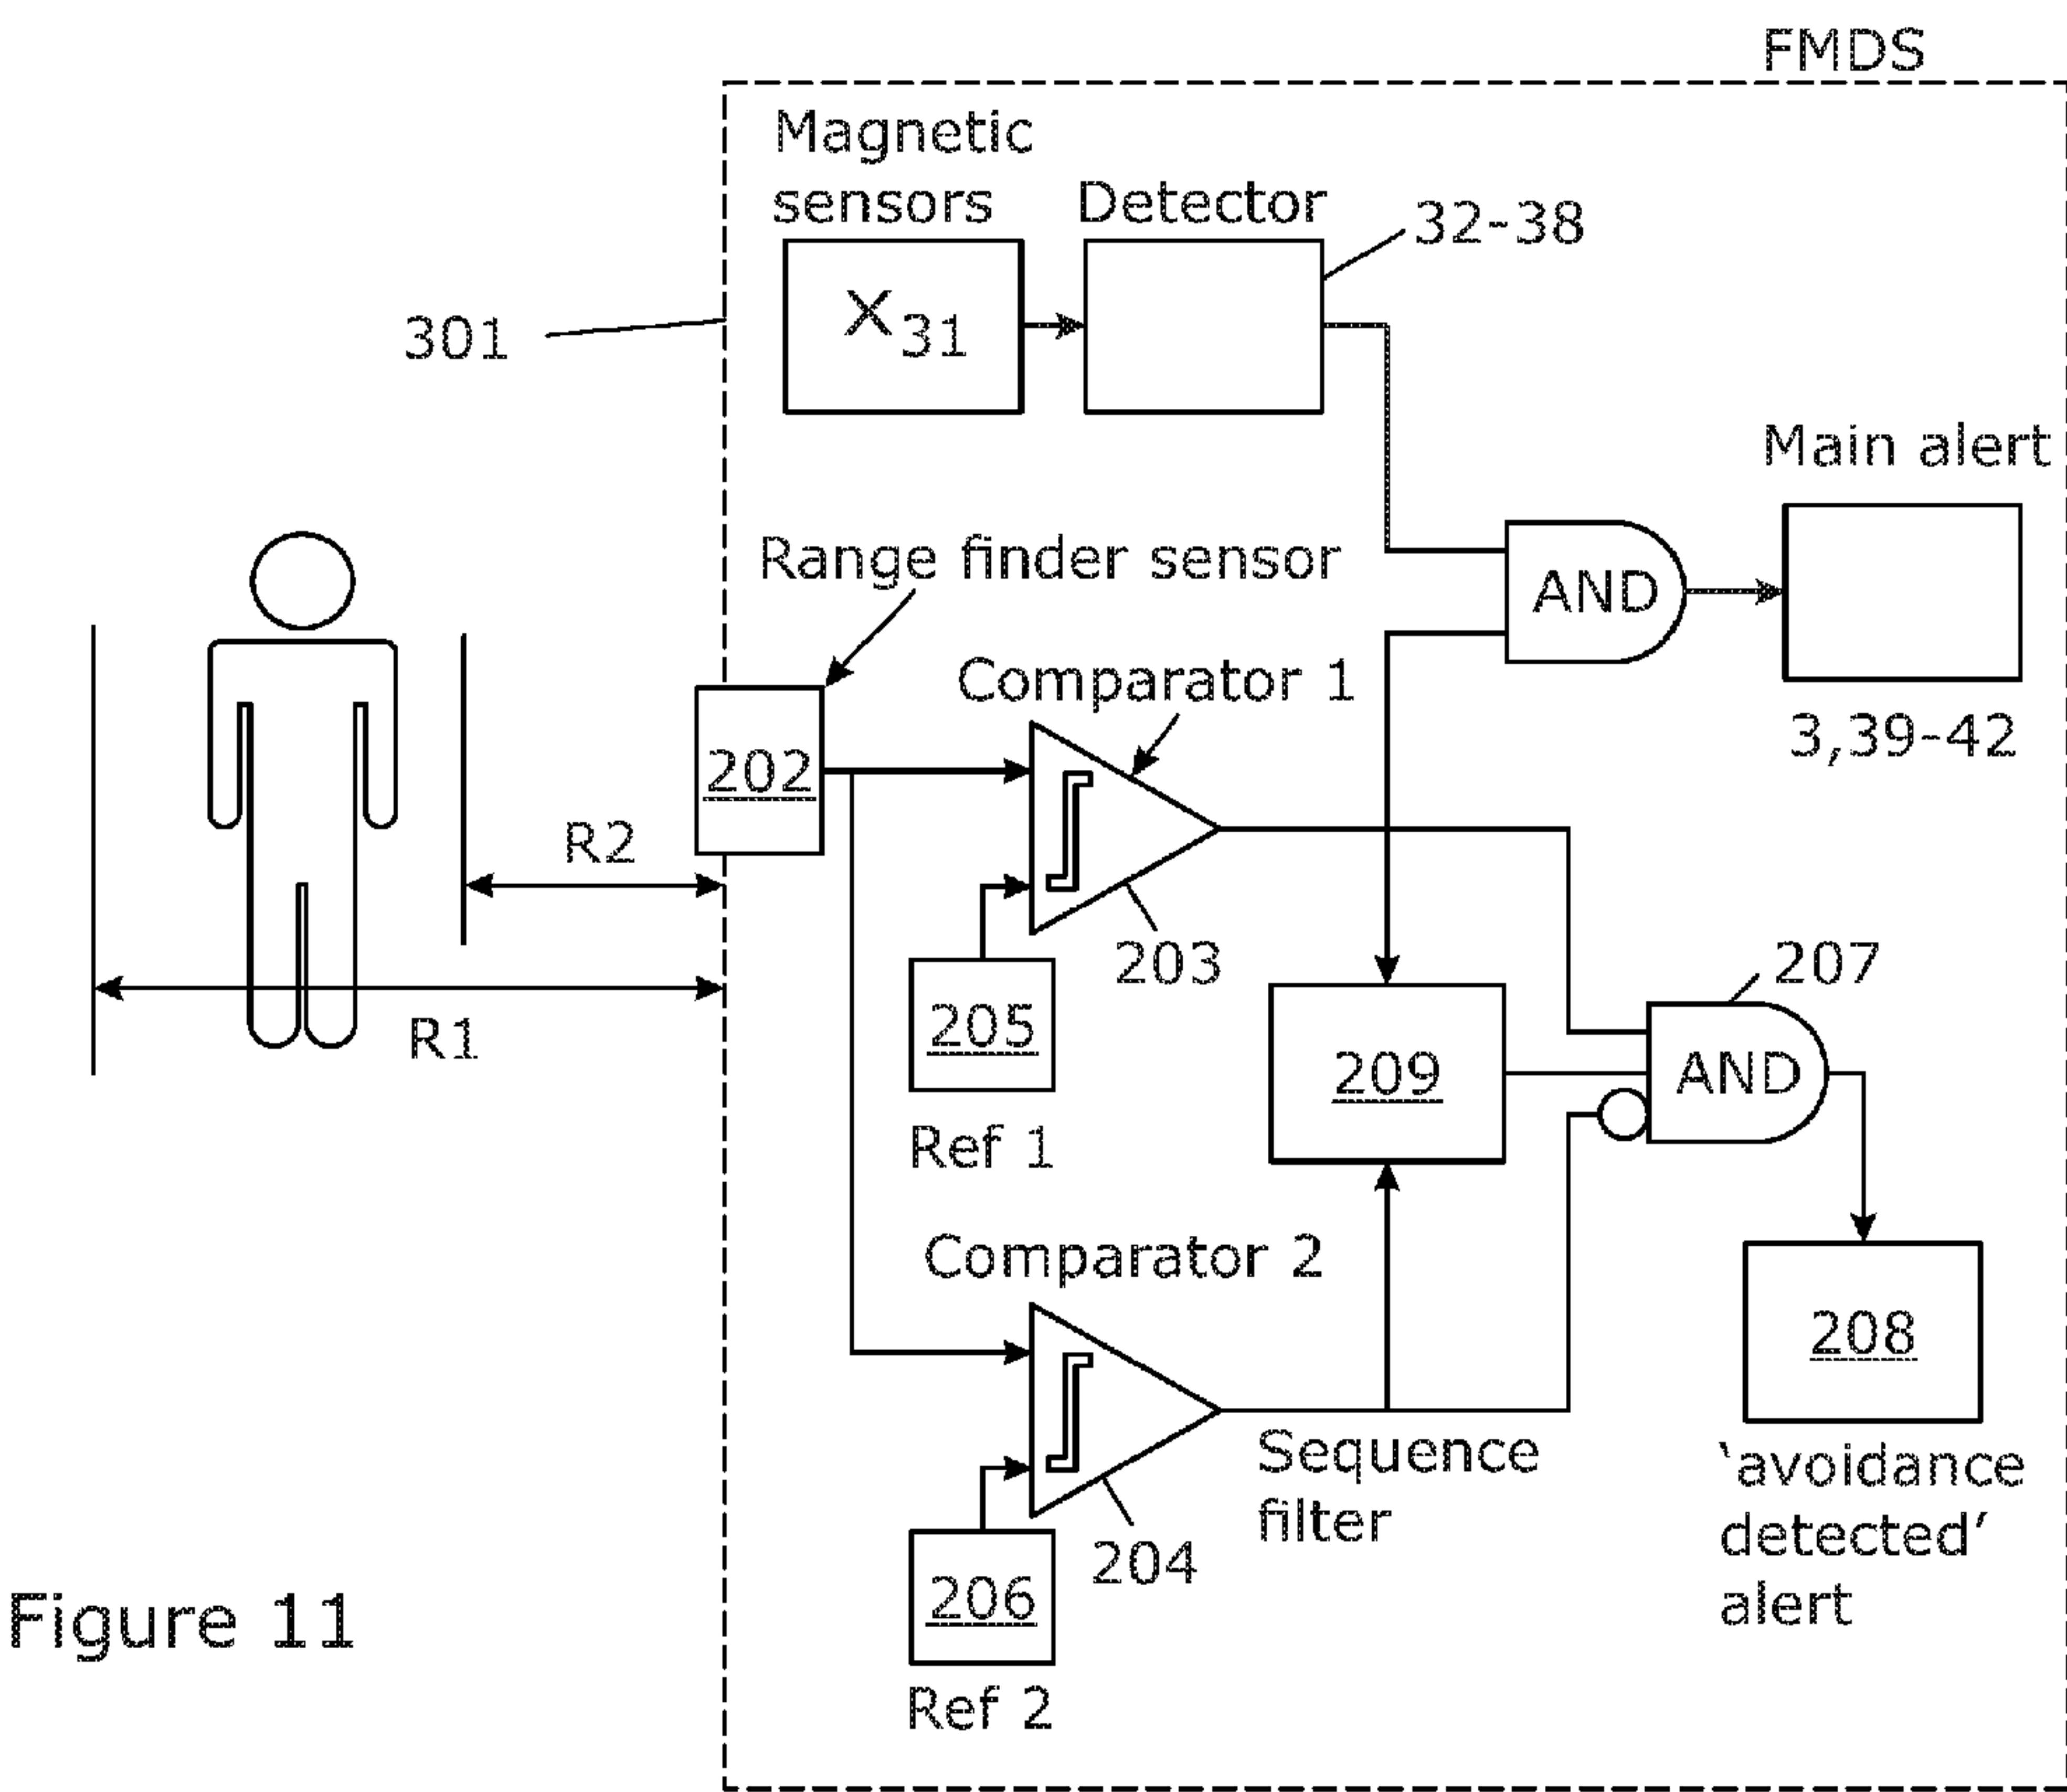 FMDS
Magnetic
sensors
Detector
32-38
X 31
301
Main alert
Range finder sensor
AND
Comparator 1
3,39-42
202
R2
203
207
R1
205
209
AND
Ref 1
Comparator 2
208
Sequence
filter
'avoidance
detected'
alert
204
206
Figure 11
Ref 2